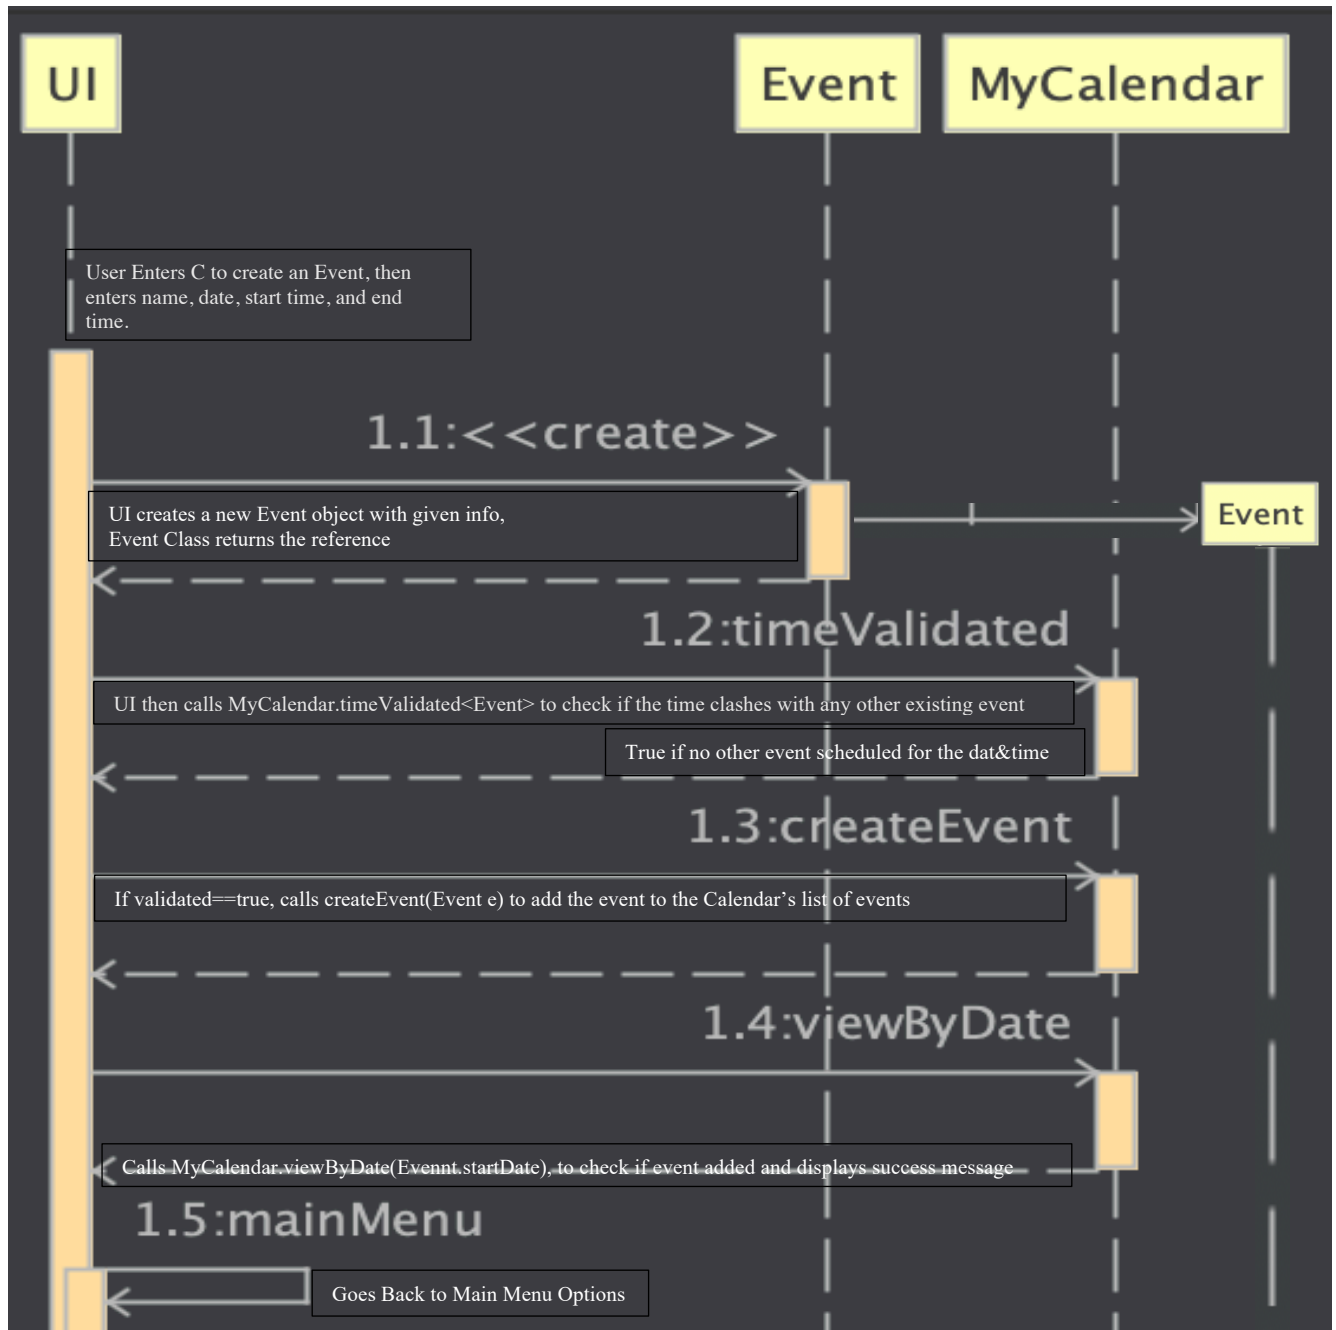 UI
Event
MyCalendar
User Enters C to create an Event, then
enters name, date, start time, and end
time.
1.1:<<create>>
UI creates a new Event object with given info,
Event Class returns the reference
Event
1.2:timeValidated
UI then calls MyCalendar.timeValidated<Event> to check if the time clashes with any other existing event
True if no other event scheduled for the dat&time
1.3:createEvent
If validated==true, calls createEvent(Event e) to add the event to the Calendar’s list of events
1.4:viewByDate
Calls MyCalendar.viewByDate(Evennt.startDate), to check if event added and displays success message
1.5:mainMenu
Goes Back to Main Menu Options